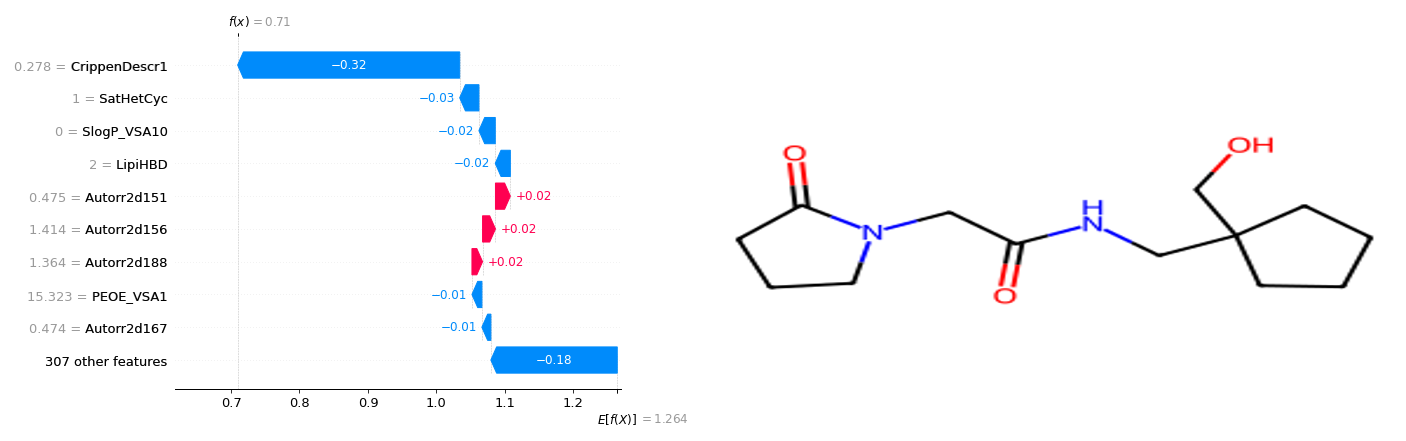 f(x) = 0.71
0.278 = CrippenDescr1
−0.32
1 = SatHetCyc
−0.03
0 = SlogP_VSA10
−0.02
2 = LipiHBD
−0.02
0.475 = Autorr2d151
+0.02
1.414 = Autorr2d156
+0.02
1.364 = Autorr2d188
+0.02
15.323 = PEOE_VSA1
−0.01
0.474 = Autorr2d167
−0.01
307 other features
−0.18
0.7 0.8 0.9 1.0 1.1 1.2
E[f(X)] = 1.264
O
OH
H
N
N
O